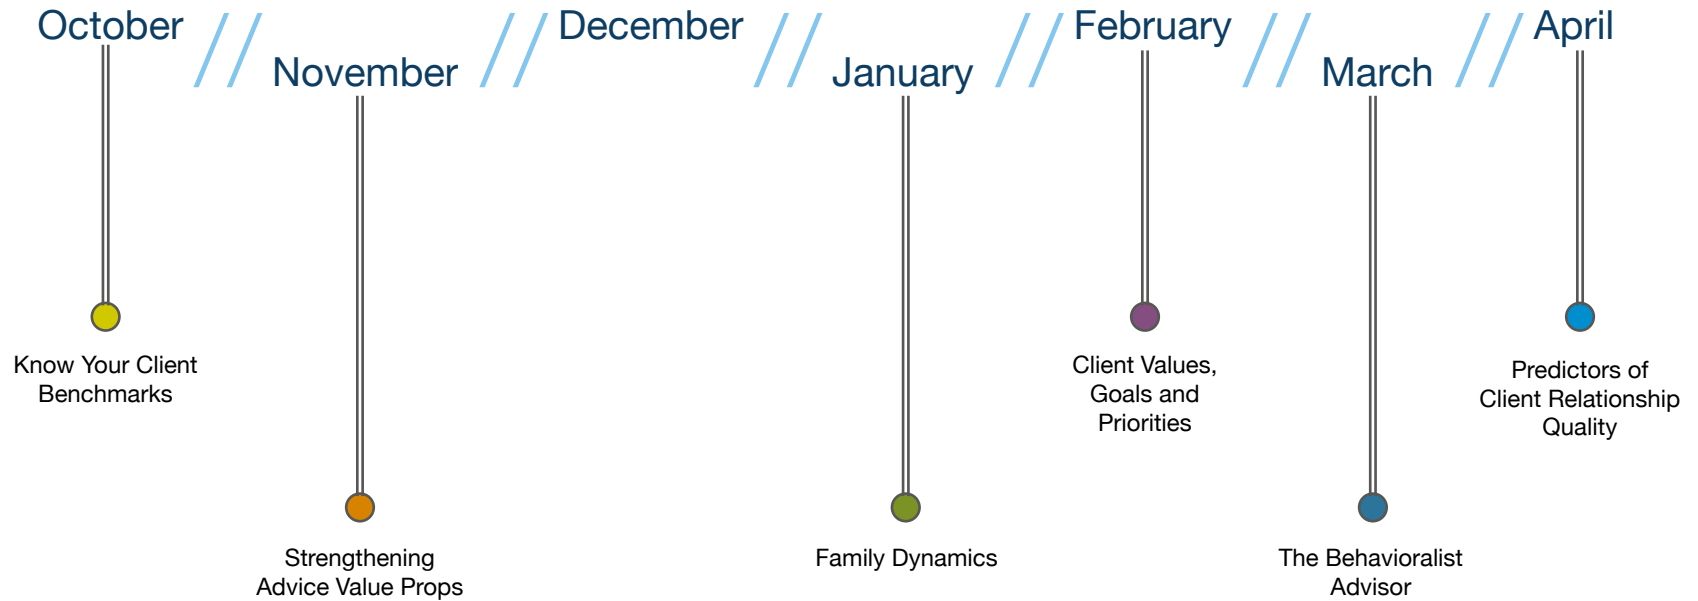 October
November
December
January
February
March
April
Know Your Client
Benchmarks
Strengthening
Advice Value Props
Family Dynamics
Client Values,
Goals and
Priorities
The Behavioralist
Advisor
Predictors of
Client Relationship
Quality